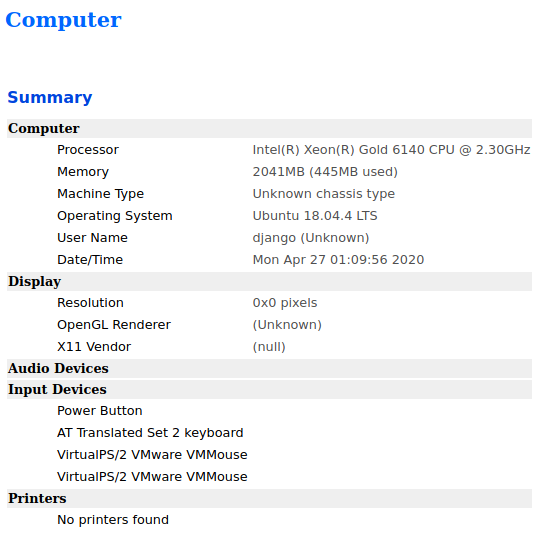 Computer
Summary
Computer
Processor Intel(R) Xeon(R) Gold 6140 CPU @ 2.30GHz
Memory 2041MB (445MB used)
Machine Type Unknown chassis type
Operating System Ubuntu 18.04.4 LTS
User Name django (Unknown)
Date/Time Mon Apr 27 01:09:56 2020
Display
Resolution 0x0 pixels
OpenGL Renderer (Unknown)
X11 Vendor (null)
Audio Devices
Input Devices
Power Button
AT Translated Set 2 keyboard
VirtualPS/2 VMware VMMouse
VirtualPS/2 VMware VMMouse
Printers
No printers found